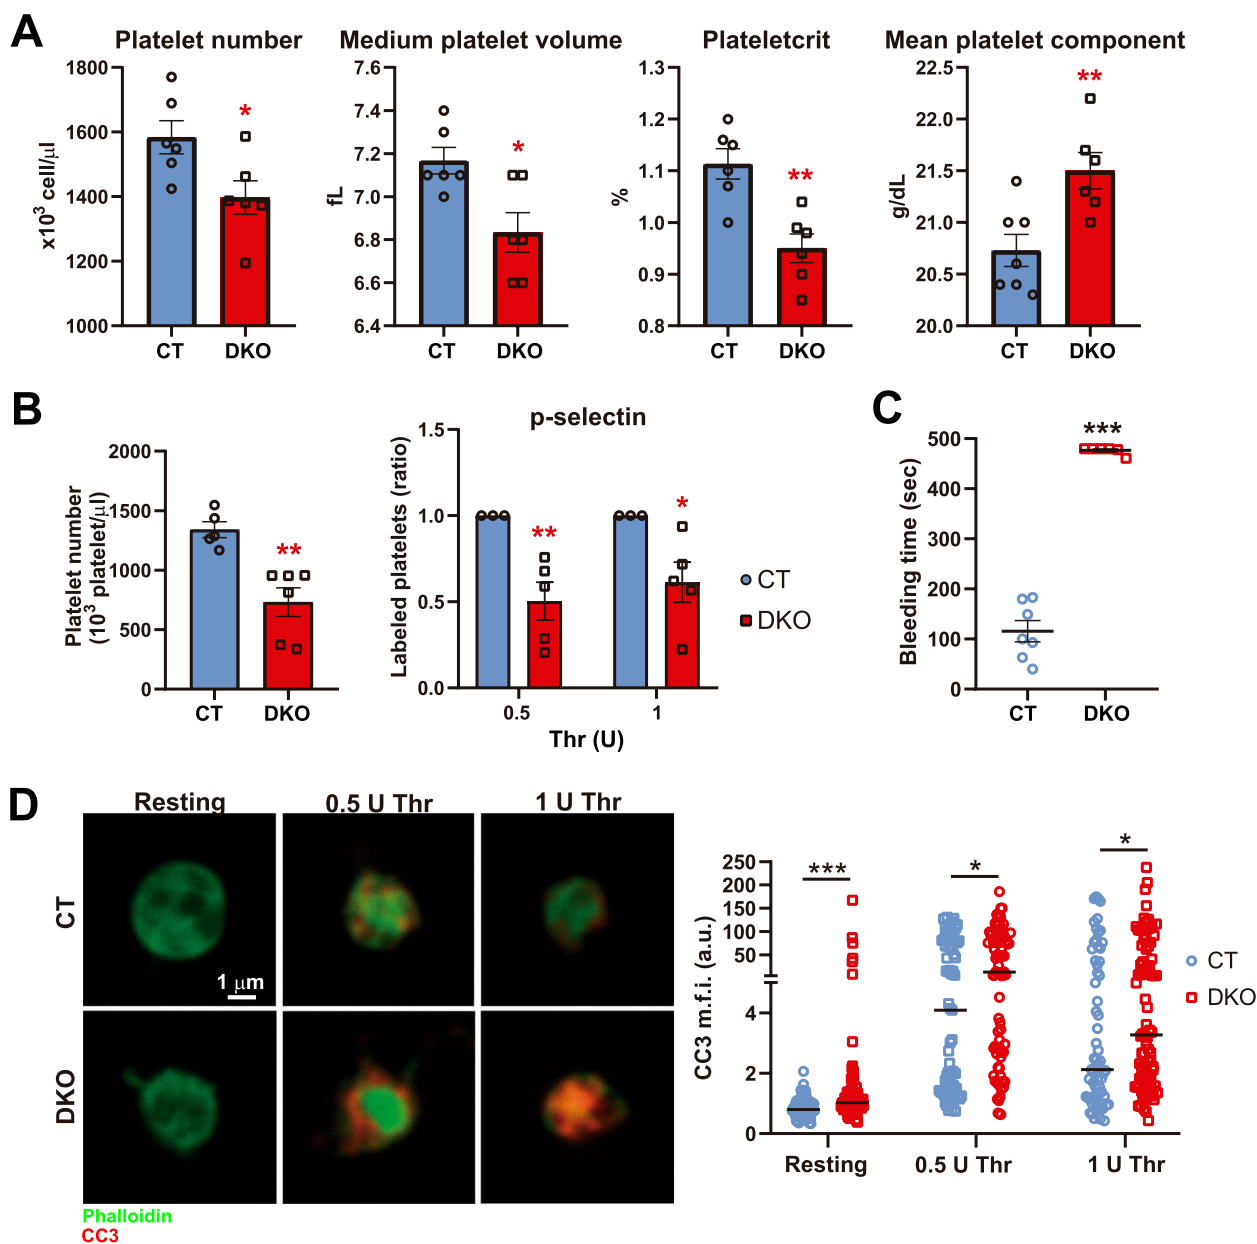 A
Platelet number
Medium platelet volume
Plateletcrit
Mean platelet component
x10³ cell/µl
1800
1600
1400
1200
1000
*
CT
DKO
fL
7.6
7.4
7.2
7.0
6.8
6.6
6.4
*
CT
DKO
%
1.3
1.2
1.1
1.0
0.9
0.8
**
CT
DKO
g/dL
22.5
22.0
21.5
21.0
20.5
20.0
**
CT
DKO
B
Platelet number
(10³ platelet/µl)
2000
1500
1000
500
0
**
CT
DKO
p-selectin
Labeled platelets (ratio)
1.5
1.0
0.5
0.0
**
*
0.5
1
Thr (U)
CT
DKO
C
Bleeding time (sec)
500
400
300
200
100
0
***
CT
DKO
D
Resting
0.5 U Thr
1 U Thr
CT
1 µm
DKO
Phalloidin
CC3
CC3 m.f.i. (a.u.)
250
200
150
100
50
4
2
0
***
*
*
Resting
0.5 U Thr
1 U Thr
CT
DKO